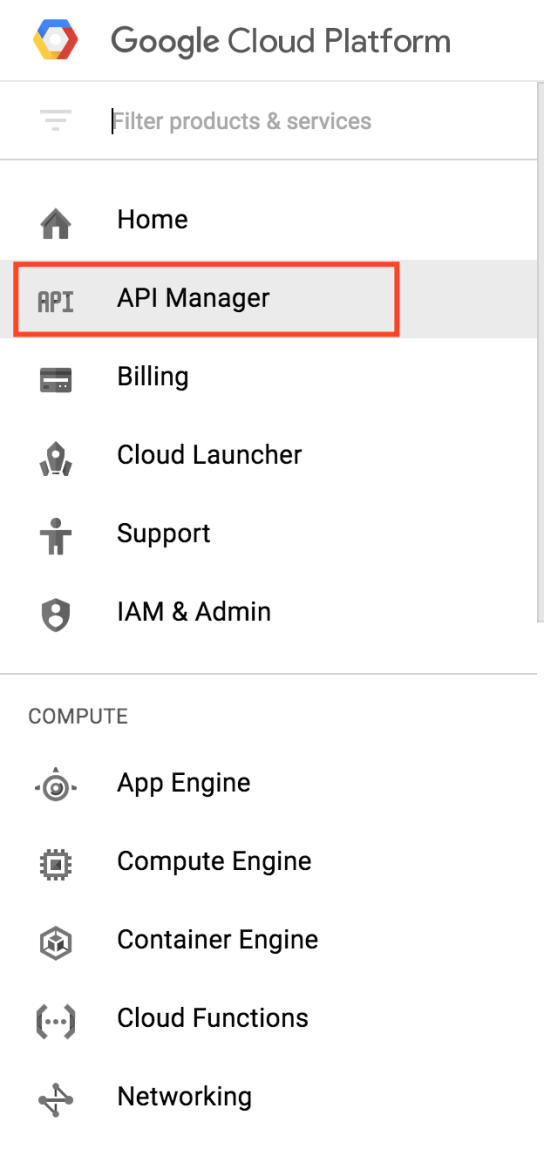 Google Cloud Platform
Filter products & services
Home
API API Manager
Billing
Cloud Launcher
Support
IAM & Admin
COMPUTE
App Engine
Compute Engine
Container Engine
Cloud Functions
Networking